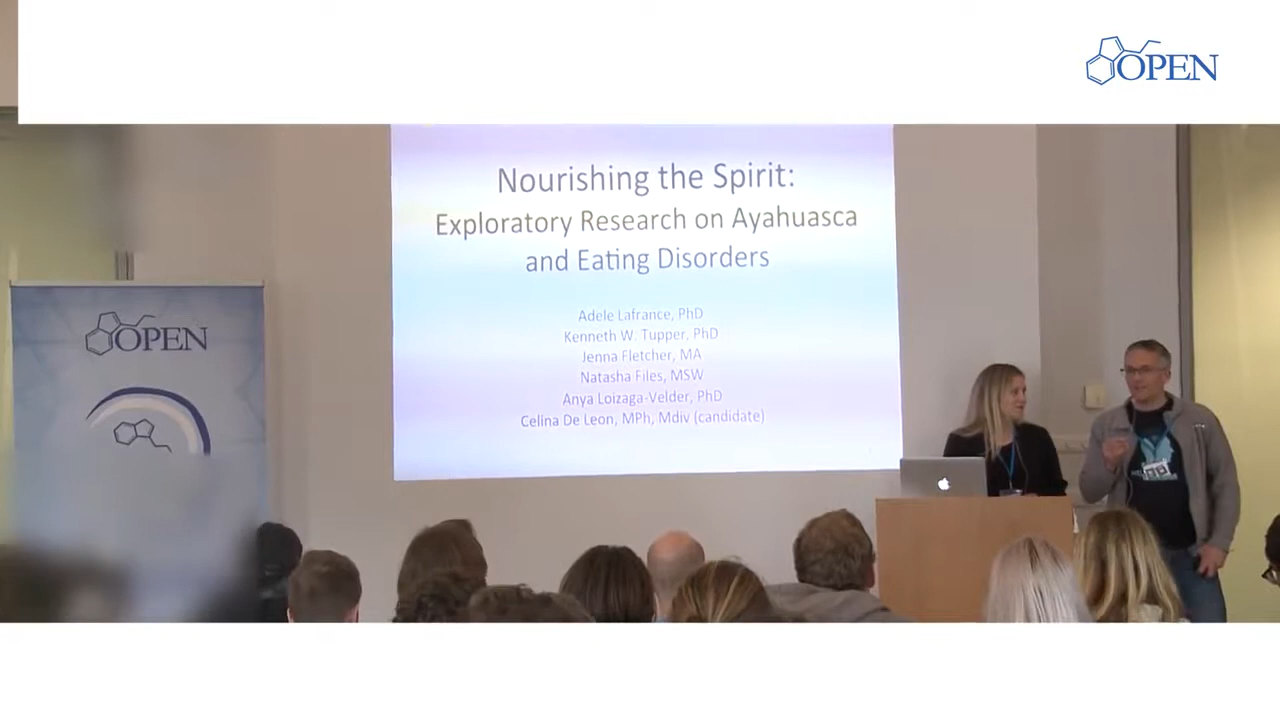 OPEN
Nourishing the Spirit:
Exploratory Research on Ayahuasca
and Eating Disorders
Adele Lafrance, PhD
Kenneth W. Tupper, PhD
Jenna Fletcher, MA
Natasha Files, MSW
Anya Loizaga-Velder, PhD
Celina De Leon, MPh, Mdiv (candidate)
OPEN